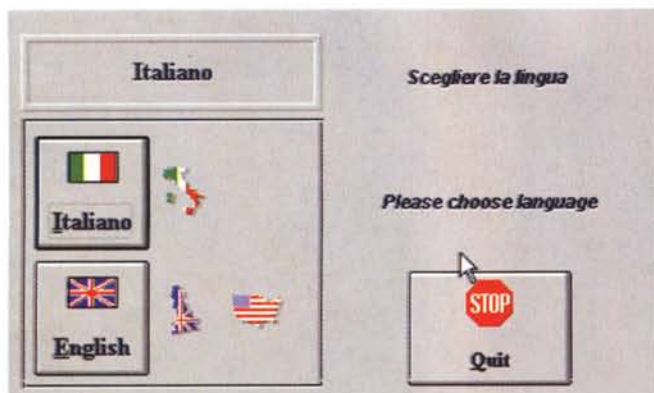 Italiano
Scegliere la lingua
Italiano
Please choose language
English
STOP
Quit